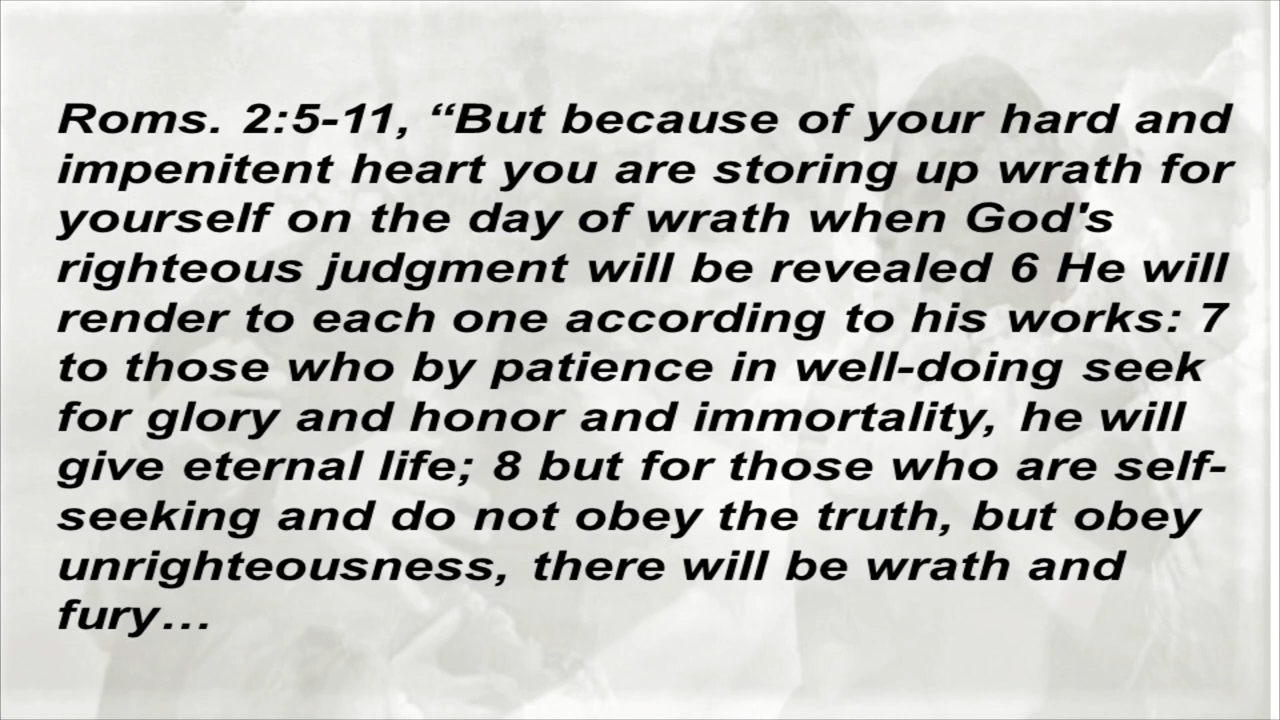 Roms. 2:5-11, “But because of your hard and
impenitent heart you are storing up wrath for
yourself on the day of wrath when God's
righteous judgment will be revealed 6 He will
render to each one according to his works: 7
to those who by patience in well-doing seek
for glory and honor and immortality, he will
give eternal life; 8 but for those who are self-
seeking and do not obey the truth, but obey
unrighteousness, there will be wrath and
fury…